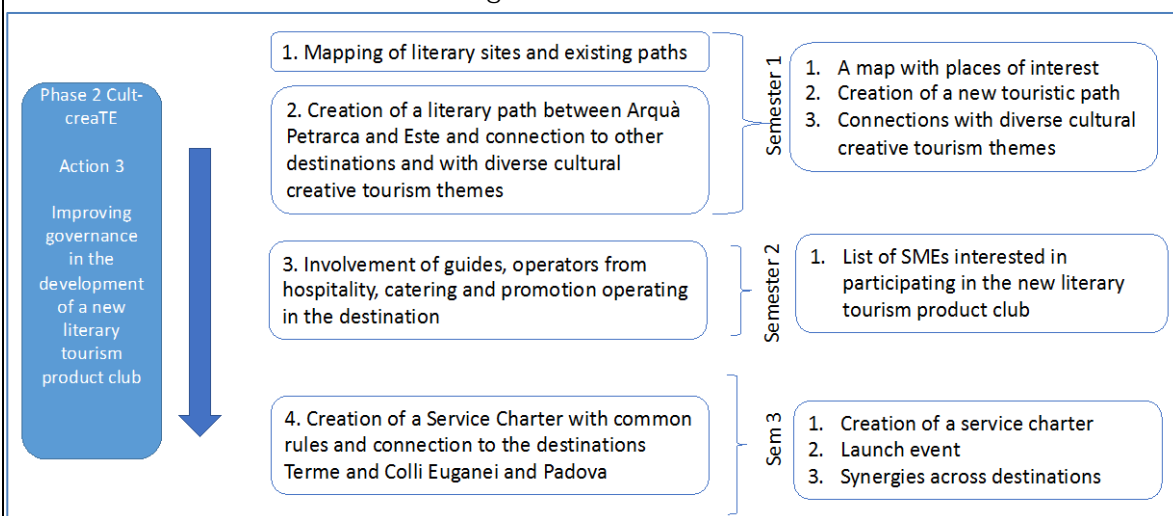 Phase 2 Cult-
creaTE
Action 3
Improving
governance
in the
development
of a new
literary
tourism
product club
1. Mapping of literary sites and existing paths
2. Creation of a literary path between Arquà
Petrarca and Este and connection to other
destinations and with diverse cultural
creative tourism themes
Semester 1
1. A map with places of interest
2. Creation of a new touristic path
3. Connections with diverse cultural
creative tourism themes
3. Involvement of guides, operators from
hospitality, catering and promotion operating
in the destination
Semester 2
1. List of SMEs interested in
participating in the new literary
tourism product club
4. Creation of a Service Charter with common
rules and connection to the destinations
Terme and Colli Euganei and Padova
Sem 3
1. Creation of a service charter
2. Launch event
3. Synergies across destinations